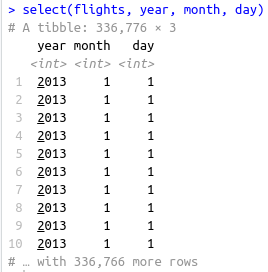 > select(flights, year, month, day)
# A tibble: 336,776 × 3
    year month   day
   <int> <int> <int>
 1  2013     1     1
 2  2013     1     1
 3  2013     1     1
 4  2013     1     1
 5  2013     1     1
 6  2013     1     1
 7  2013     1     1
 8  2013     1     1
 9  2013     1     1
10  2013     1     1
# … with 336,766 more rows